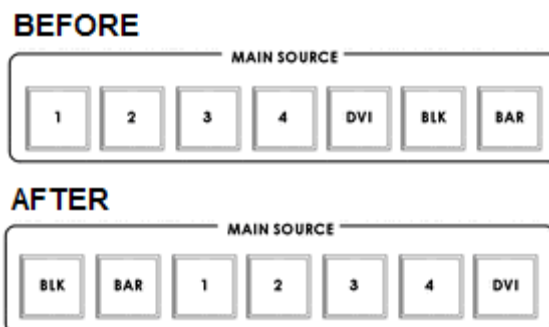 BEFORE
MAIN SOURCE
1 2 3 4 DVI BLK BAR
AFTER
MAIN SOURCE
BLK BAR 1 2 3 4 DVI